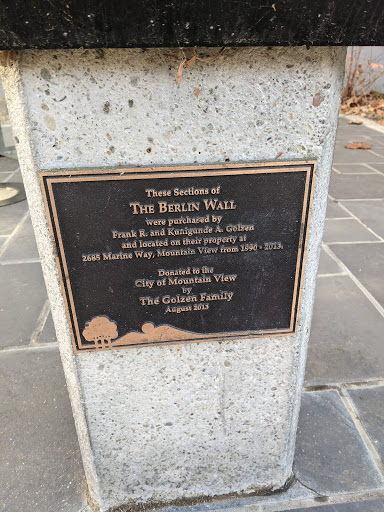 These Sections of
THE BERLIN WALL
were purchased by
Frank R. and Kunigunde A. Golzen
and located on their property at
2685 Marine Way, Mountain View from 1990 - 2013.
Donated to the
City of Mountain View
by
The Golzen Family
August 2013